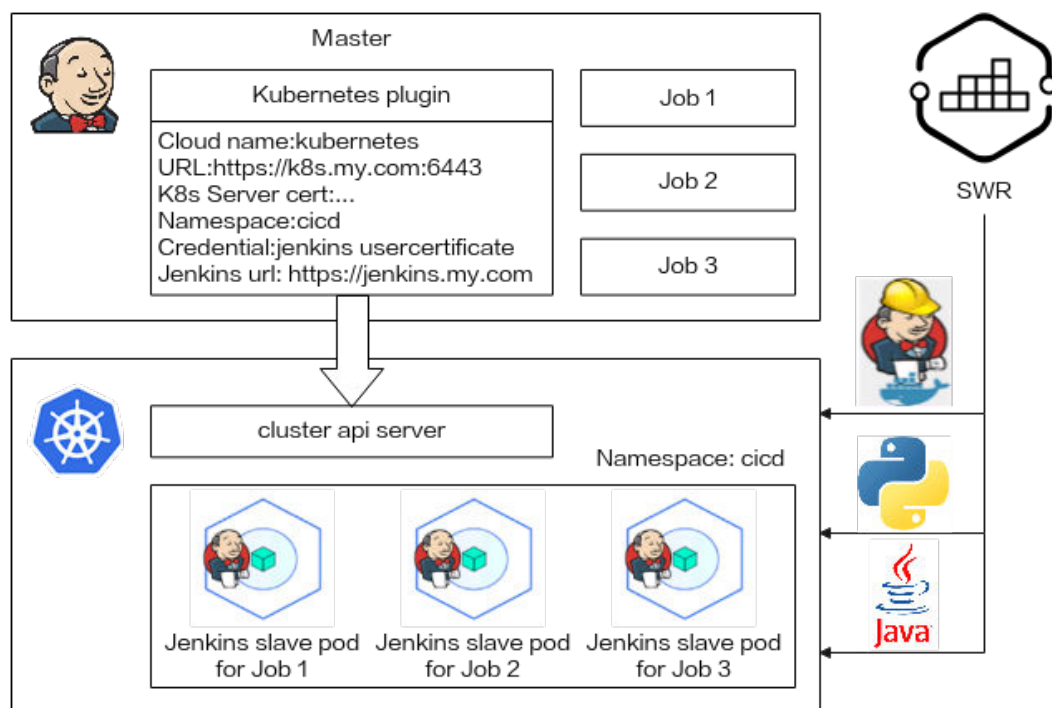 Master
Kubernetes plugin
Cloud name:kubernetes
URL:https://k8s.my.com:6443
K8s Server cert:...
Namespace:cicd
Credential:jenkins usercertificate
Jenkins url: https://jenkins.my.com
Job 1
Job 2
Job 3
SWR
cluster api server
Namespace: cicd
Jenkins slave pod
for Job 1
Jenkins slave pod
for Job 2
Jenkins slave pod
for Job 3
Java